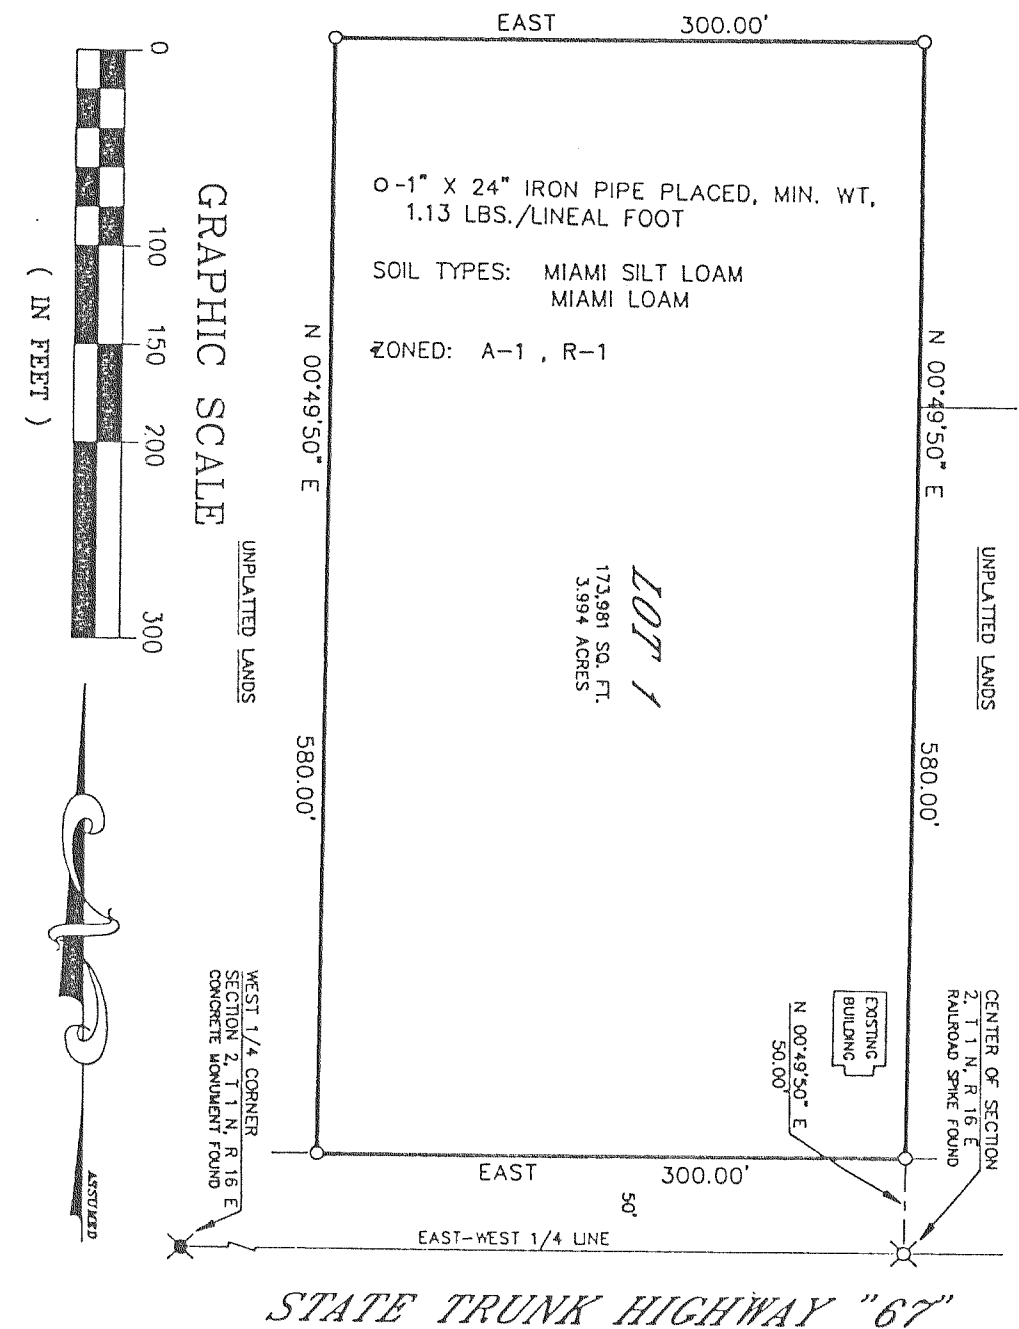 EAST 300.00'
O-1" X 24" IRON PIPE PLACED, MIN. WT,
1.13 LBS./LINEAL FOOT
SOIL TYPES: MIAMI SILT LOAM
MIAMI LOAM
ZONED: A-1 , R-1
0
100
150
200
300
GRAPHIC SCALE
( IN FEET )
N 00°49'50" E
580.00'
UNPLATTED LANDS
N 00°49'50" E
580.00'
UNPLATTED LANDS
LOT 1
173,981 SQ. FT.
3.994 ACRES
EXISTING
BUILDING
N 00°49'50" E
50.00'
CENTER OF SECTION
2, T 1 N, R 16 E
RAILROAD SPIKE FOUND
WEST 1/4 CORNER
SECTION 2, T 1 N, R 16 E
CONCRETE MONUMENT FOUND
ASSUMED
EAST 300.00'
50'
EAST-WEST 1/4 LINE
STATE TRUNK HIGHWAY "67"